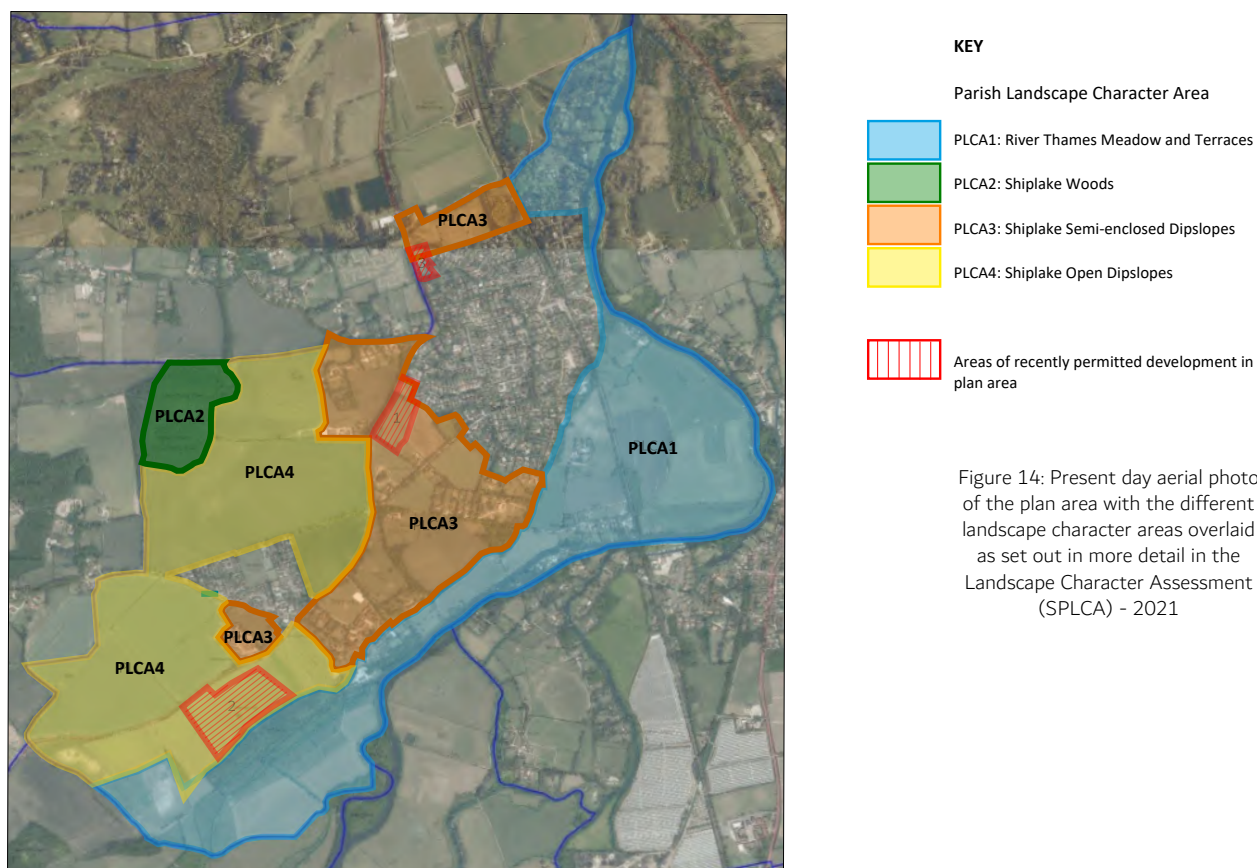 PLCA3
PLCA2
1
PLCA1
PLCA4
PLCA3
PLCA3
PLCA4
2
KEY
Parish Landscape Character Area
PLCA1: River Thames Meadow and Terraces
PLCA2: Shiplake Woods
PLCA3: Shiplake Semi-enclosed Dipslopes
PLCA4: Shiplake Open Dipslopes
Areas of recently permitted development in
plan area
Figure 14: Present day aerial photo
of the plan area with the different
landscape character areas overlaid
as set out in more detail in the
Landscape Character Assessment
(SPLCA) - 2021